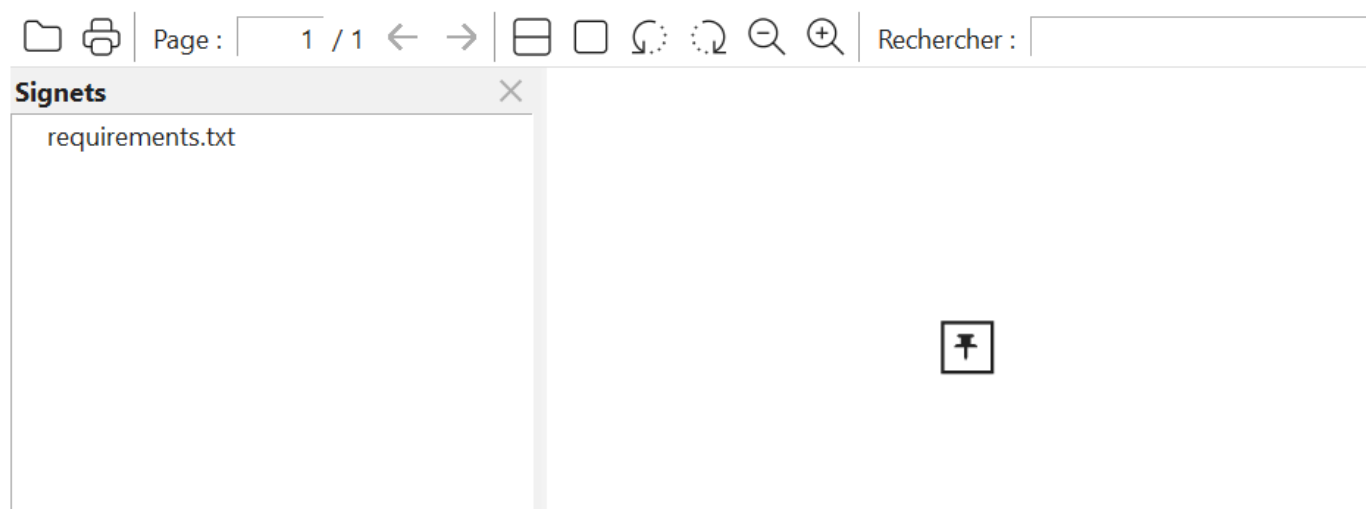 Page : 1 / 1 Rechercher :
Signets
requirements.txt